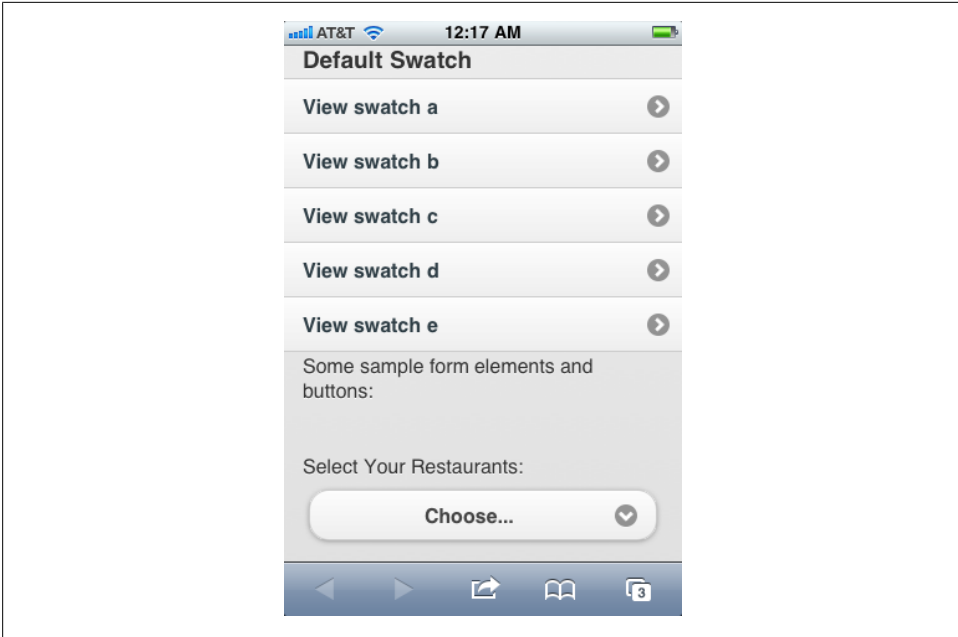 AT&T 12:17 AM
Default Swatch
View swatch a
View swatch b
View swatch c
View swatch d
View swatch e
Some sample form elements and
buttons:
Select Your Restaurants:
Choose...
3